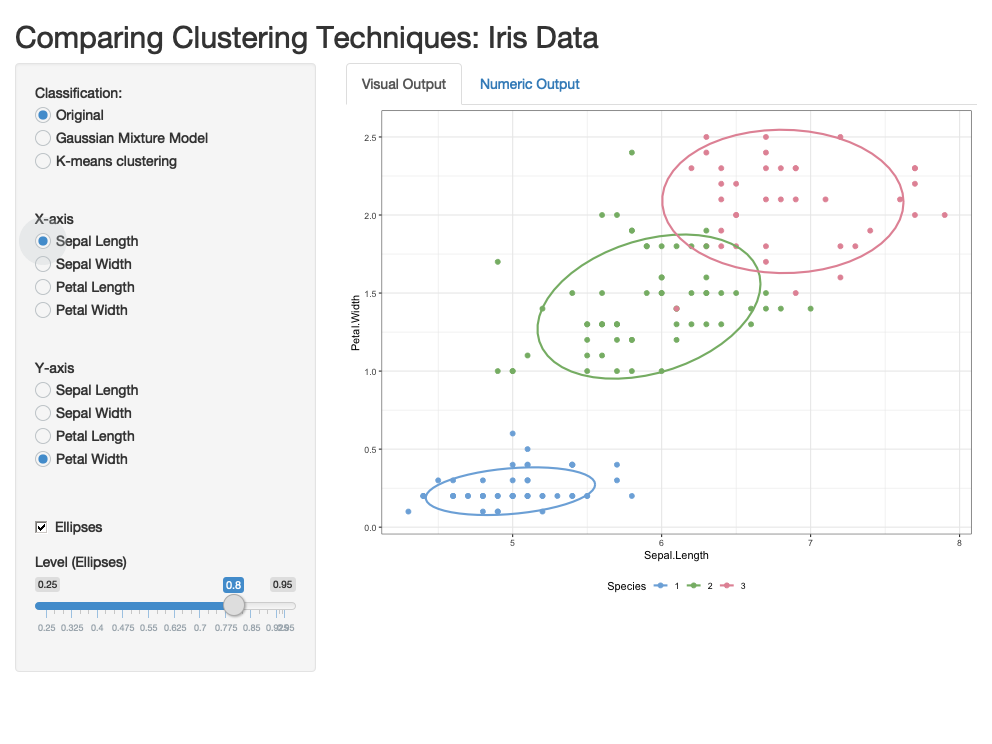 Comparing Clustering Techniques: Iris Data
Classification:
Original
Gaussian Mixture Model
K-means clustering
X-axis
Sepal Length
Sepal Width
Petal Length
Petal Width
Y-axis
Sepal Length
Sepal Width
Petal Length
Petal Width
Ellipses
Level (Ellipses)
0.25 0.8 0.95
0.25 0.325 0.4 0.475 0.55 0.625 0.7 0.775 0.85
Visual Output Numeric Output
2.5
2.0
1.5
1.0
0.5
0.0
Petal.Width
5 6 7 8
Sepal.Length
Species 1 2 3